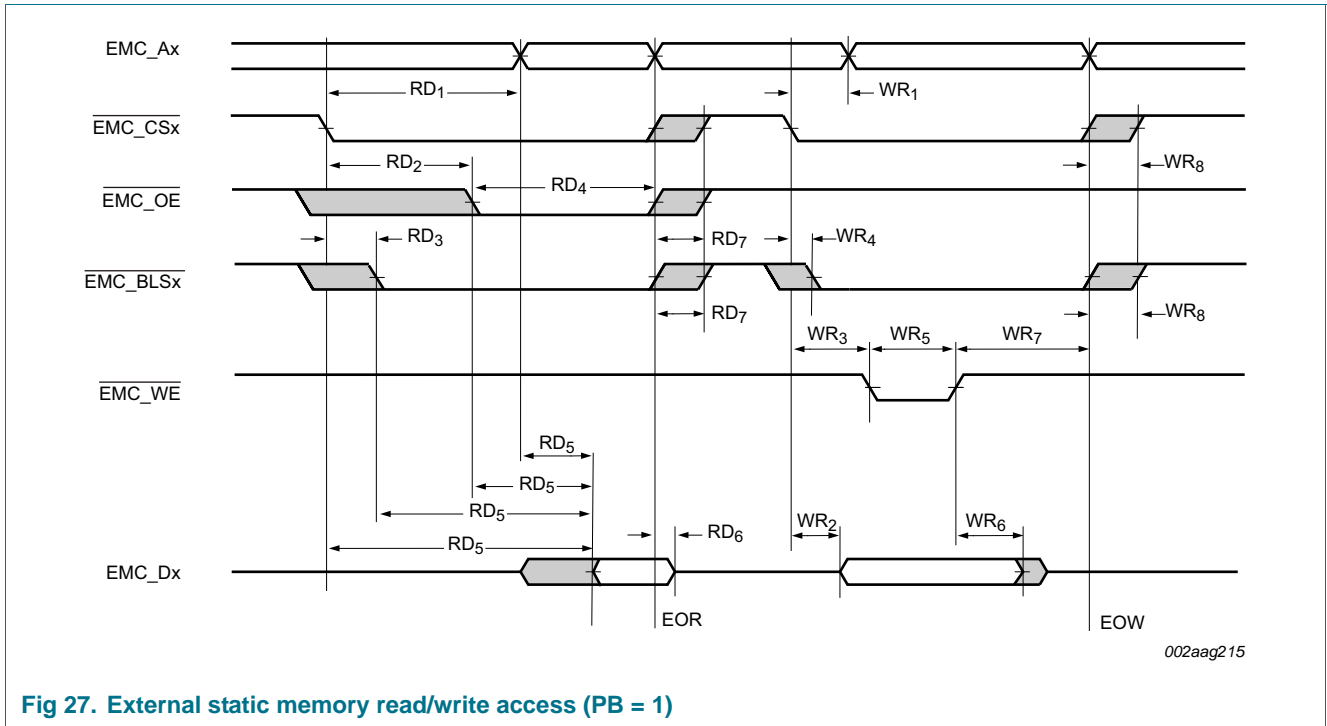 EMC_Ax
RD1
WR1
EMC_CSx
RD2
WR8
EMC_OE
RD4
RD3
RD7
WR4
EMC_BLSx
RD7
WR8
WR3
WR5
WR7
EMC_WE
RD5
RD5
RD5
WR2
WR6
RD6
RD5
EMC_Dx
EOR
EOW
002aag215
Fig 27. External static memory read/write access (PB = 1)